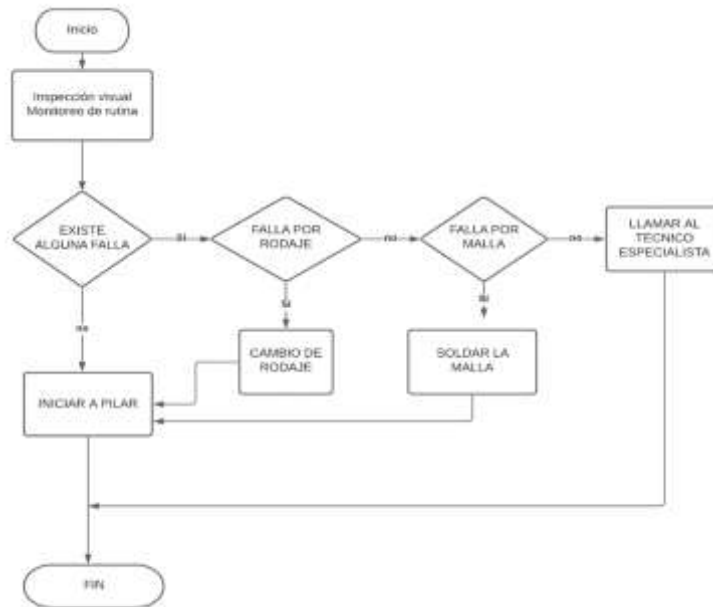 Inicio
Inspección visual
Monitoreo de rutina
EXISTE
ALGUNA FALLA
SI
FALLA POR
RODAJE
no
FALLA POR
MALLA
no
LLAMAR AL
TECNICO
ESPECIALISTA
no
SI
SI
CAMBIO DE
RODAJE
SOLDAR LA
MALLA
INICIAR A PILAR
FIN